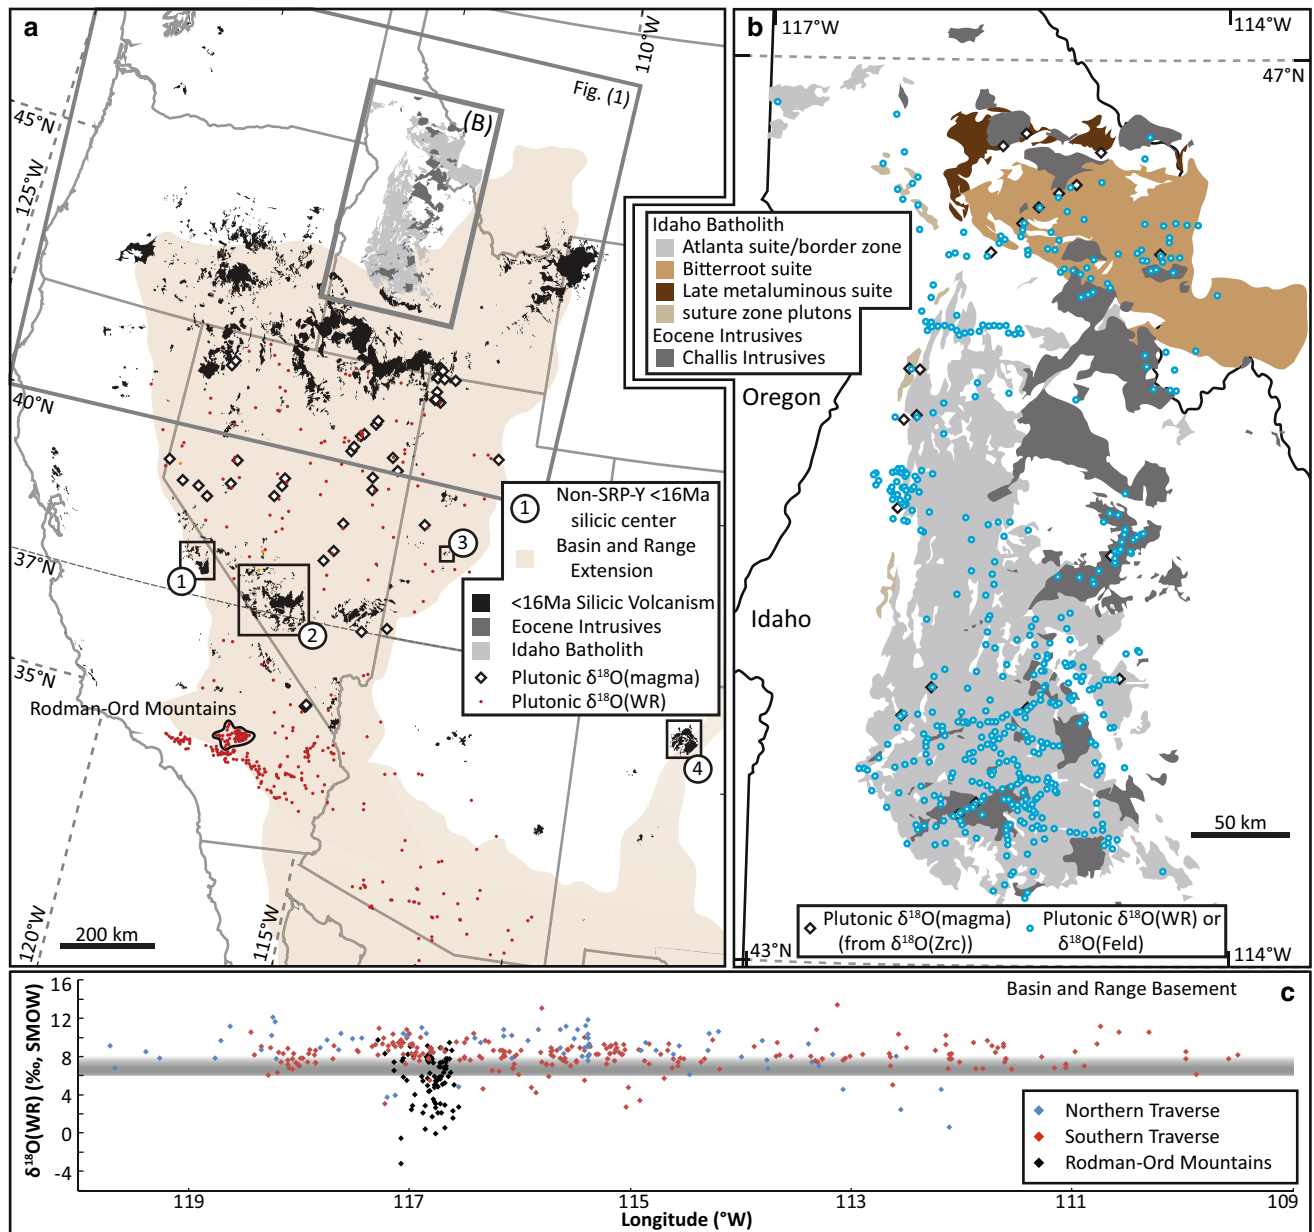 a
110°W
Fig. (1)
(B)
45°N
125°W
40°N
37°N
35°N
120°W
115°W
1
2
3
4
Rodman-Ord Mountains
200 km
1 Non-SRP-Y <16Ma
silicic center
Basin and Range
Extension
<16Ma Silicic Volcanism
Eocene Intrusives
Idaho Batholith
Plutonic δ¹⁸O(magma)
Plutonic δ¹⁸O(WR)
b
117°W
114°W
47°N
Idaho Batholith
Atlanta suite/border zone
Bitterroot suite
Late metaluminous suite
suture zone plutons
Eocene Intrusives
Challis Intrusives
Oregon
Idaho
50 km
Plutonic δ¹⁸O(magma)
(from δ¹⁸O(Zrc))
Plutonic δ¹⁸O(WR) or
δ¹⁸O(Feld)
43°N
114°W
c
Basin and Range Basement
δ¹⁸O(WR) (‰, SMOW)
16
12
8
4
0
-4
Northern Traverse
Southern Traverse
Rodman-Ord Mountains
119
117
115
113
111
109
Longitude (°W)